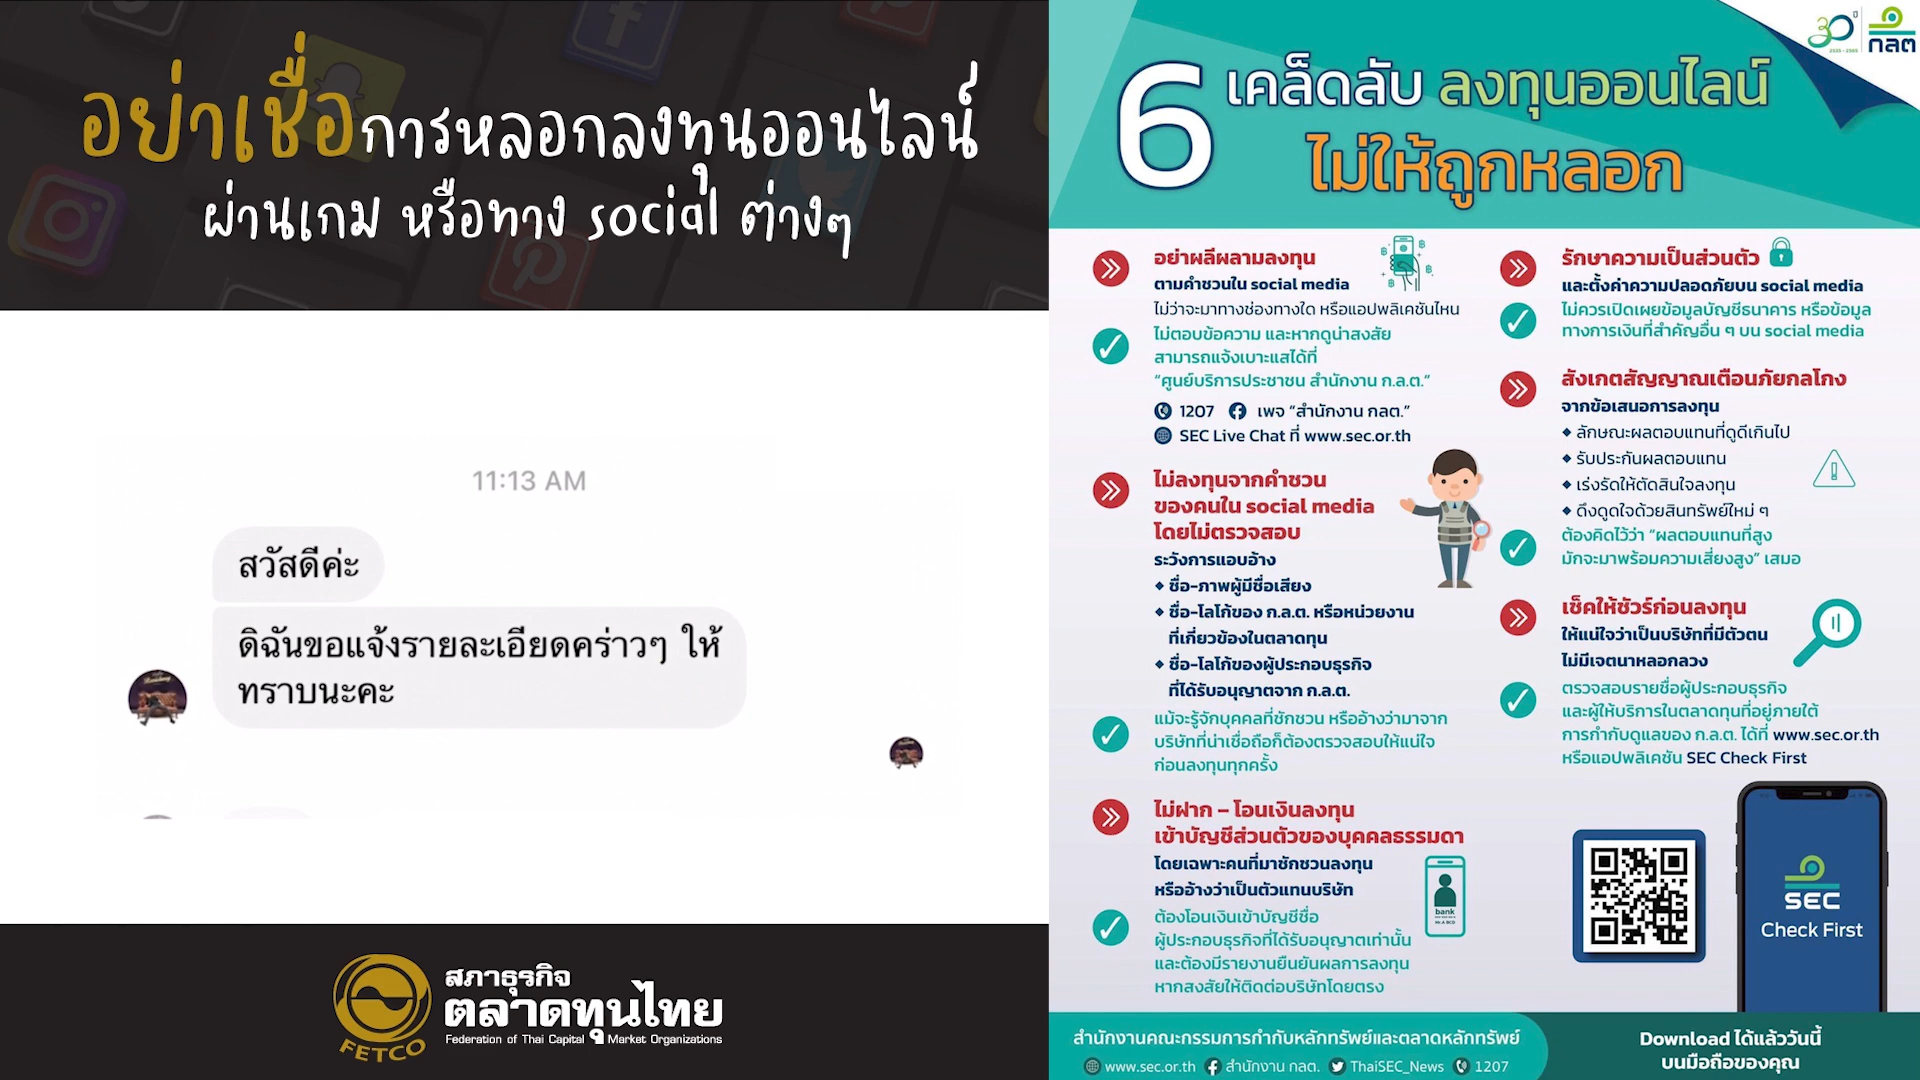 อย่าเชื่อการหลอกลงทุนออนไลน์
ผ่านเกม หรือทาง social ต่างๆ
11:13 AM
สวัสดีค่ะ
ดิฉันขอแจ้งรายละเอียดคร่าวๆ ให้
ทราบนะคะ
FETCO
สภาธุรกิจ
ตลาดทุนไทย
Federation of Thai Capital Market Organizations
30 ปี
กลต
6 เคล็ดลับ ลงทุนออนไลน์
ไม่ให้ถูกหลอก
อย่าผลีผลามลงทุน
ตามคำชวนใน social media
ไม่ว่าจะมาทางช่องทางใด หรือแอปพลิเคชันไหน
ไม่ตอบข้อความ และหากดูน่าสงสัย
สามารถแจ้งเบาะแสได้ที่
"ศูนย์บริการประชาชน สำนักงาน ก.ล.ต."
1207 เพจ "สำนักงาน กลต."
SEC Live Chat ที่ www.sec.or.th
ไม่ลงทุนจากคำชวน
ของคนใน social media
โดยไม่ตรวจสอบ
ระวังการแอบอ้าง
ชื่อ-ภาพผู้มีชื่อเสียง
ชื่อ-โลโก้ของ ก.ล.ต. หรือหน่วยงาน
ที่เกี่ยวข้องในตลาดทุน
ชื่อ-โลโก้ของผู้ประกอบธุรกิจ
ที่ได้รับอนุญาตจาก ก.ล.ต.
แม้จะรู้จักบุคคลที่ชักชวน หรืออ้างว่ามาจาก
บริษัทที่น่าเชื่อถือก็ต้องตรวจสอบให้แน่ใจ
ก่อนลงทุนทุกครั้ง
ไม่ฝาก – โอนเงินลงทุน
เข้าบัญชีส่วนตัวของบุคคลธรรมดา
โดยเฉพาะคนที่มาชักชวนลงทุน
หรืออ้างว่าเป็นตัวแทนบริษัท
bank
ต้องโอนเงินเข้าบัญชีชื่อ
ผู้ประกอบธุรกิจที่ได้รับอนุญาตเท่านั้น
และต้องมีรายงานยืนยันผลการลงทุน
หากสงสัยให้ติดต่อบริษัทโดยตรง
รักษาความเป็นส่วนตัว
และตั้งค่าความปลอดภัยบน social media
ไม่ควรเปิดเผยข้อมูลบัญชีธนาคาร หรือข้อมูล
ทางการเงินที่สำคัญอื่น ๆ บน social media
สังเกตสัญญาณเตือนภัยกลโกง
จากข้อเสนอการลงทุน
ลักษณะผลตอบแทนที่ดูดีเกินไป
รับประกันผลตอบแทน
เร่งรัดให้ตัดสินใจลงทุน
ดึงดูดใจด้วยสินทรัพย์ใหม่ ๆ
ต้องคิดไว้ว่า "ผลตอบแทนที่สูง
มักจะมาพร้อมความเสี่ยงสูง" เสมอ
เช็คให้ชัวร์ก่อนลงทุน
ให้แน่ใจว่าเป็นบริษัทที่มีตัวตน
ไม่มีเจตนาหลอกลวง
ตรวจสอบรายชื่อผู้ประกอบธุรกิจ
และผู้ให้บริการในตลาดทุนที่อยู่ภายใต้
การกำกับดูแลของ ก.ล.ต. ได้ที่ www.sec.or.th
หรือแอปพลิเคชัน SEC Check First
SEC
Check First
สำนักงานคณะกรรมการกำกับหลักทรัพย์และตลาดหลักทรัพย์
www.sec.or.th สำนักงาน กลต. ThaiSEC_News 1207
Download ได้แล้ววันนี้
บนมือถือของคุณ